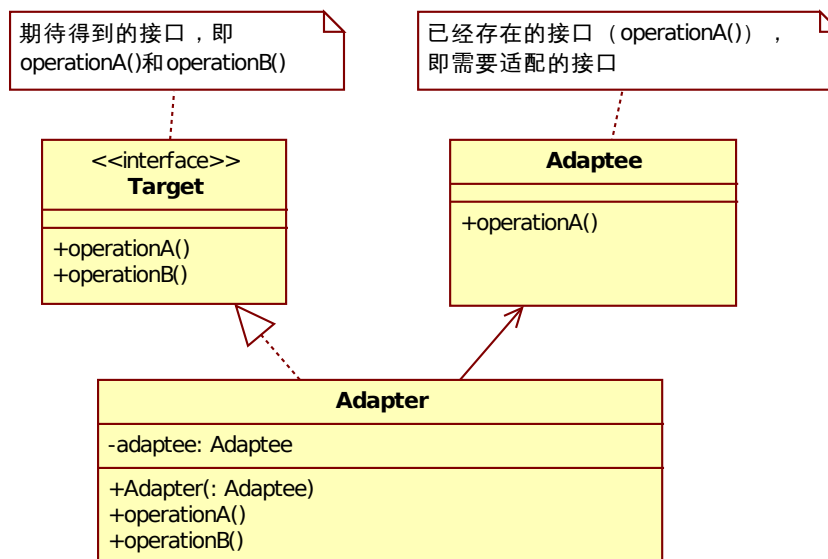 期待得到的接口，即
operationA()和operationB()
已经存在的接口（operationA()），
即需要适配的接口
<<interface>>
Target
+operationA()
+operationB()
Adaptee
+operationA()
Adapter
-adaptee: Adaptee
+Adapter(: Adaptee)
+operationA()
+operationB()